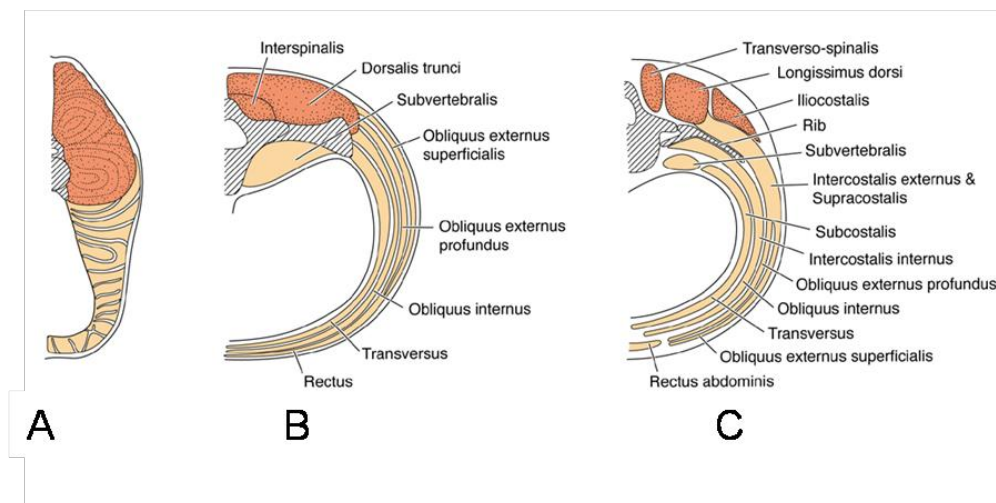 Interspinalis
Dorsalis trunci
Subvertebralis
Obliquus externus
superficialis
Obliquus externus
profundus
Obliquus internus
Transversus
Rectus
Transverso-spinalis
Longissimus dorsi
Iliocostalis
Rib
Subvertebralis
Intercostalis externus &
Supracostalis
Subcostalis
Intercostalis internus
Obliquus externus profundus
Obliquus internus
Transversus
Obliquus externus superficialis
Rectus abdominis
A
B
C